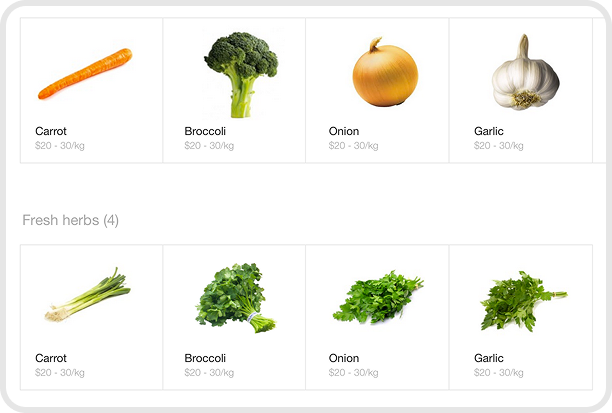 Carrot
$20 - 30/kg
Broccoli
$20 - 30/kg
Onion
$20 - 30/kg
Garlic
$20 - 30/kg
Fresh herbs (4)
Carrot
$20 - 30/kg
Broccoli
$20 - 30/kg
Onion
$20 - 30/kg
Garlic
$20 - 30/kg